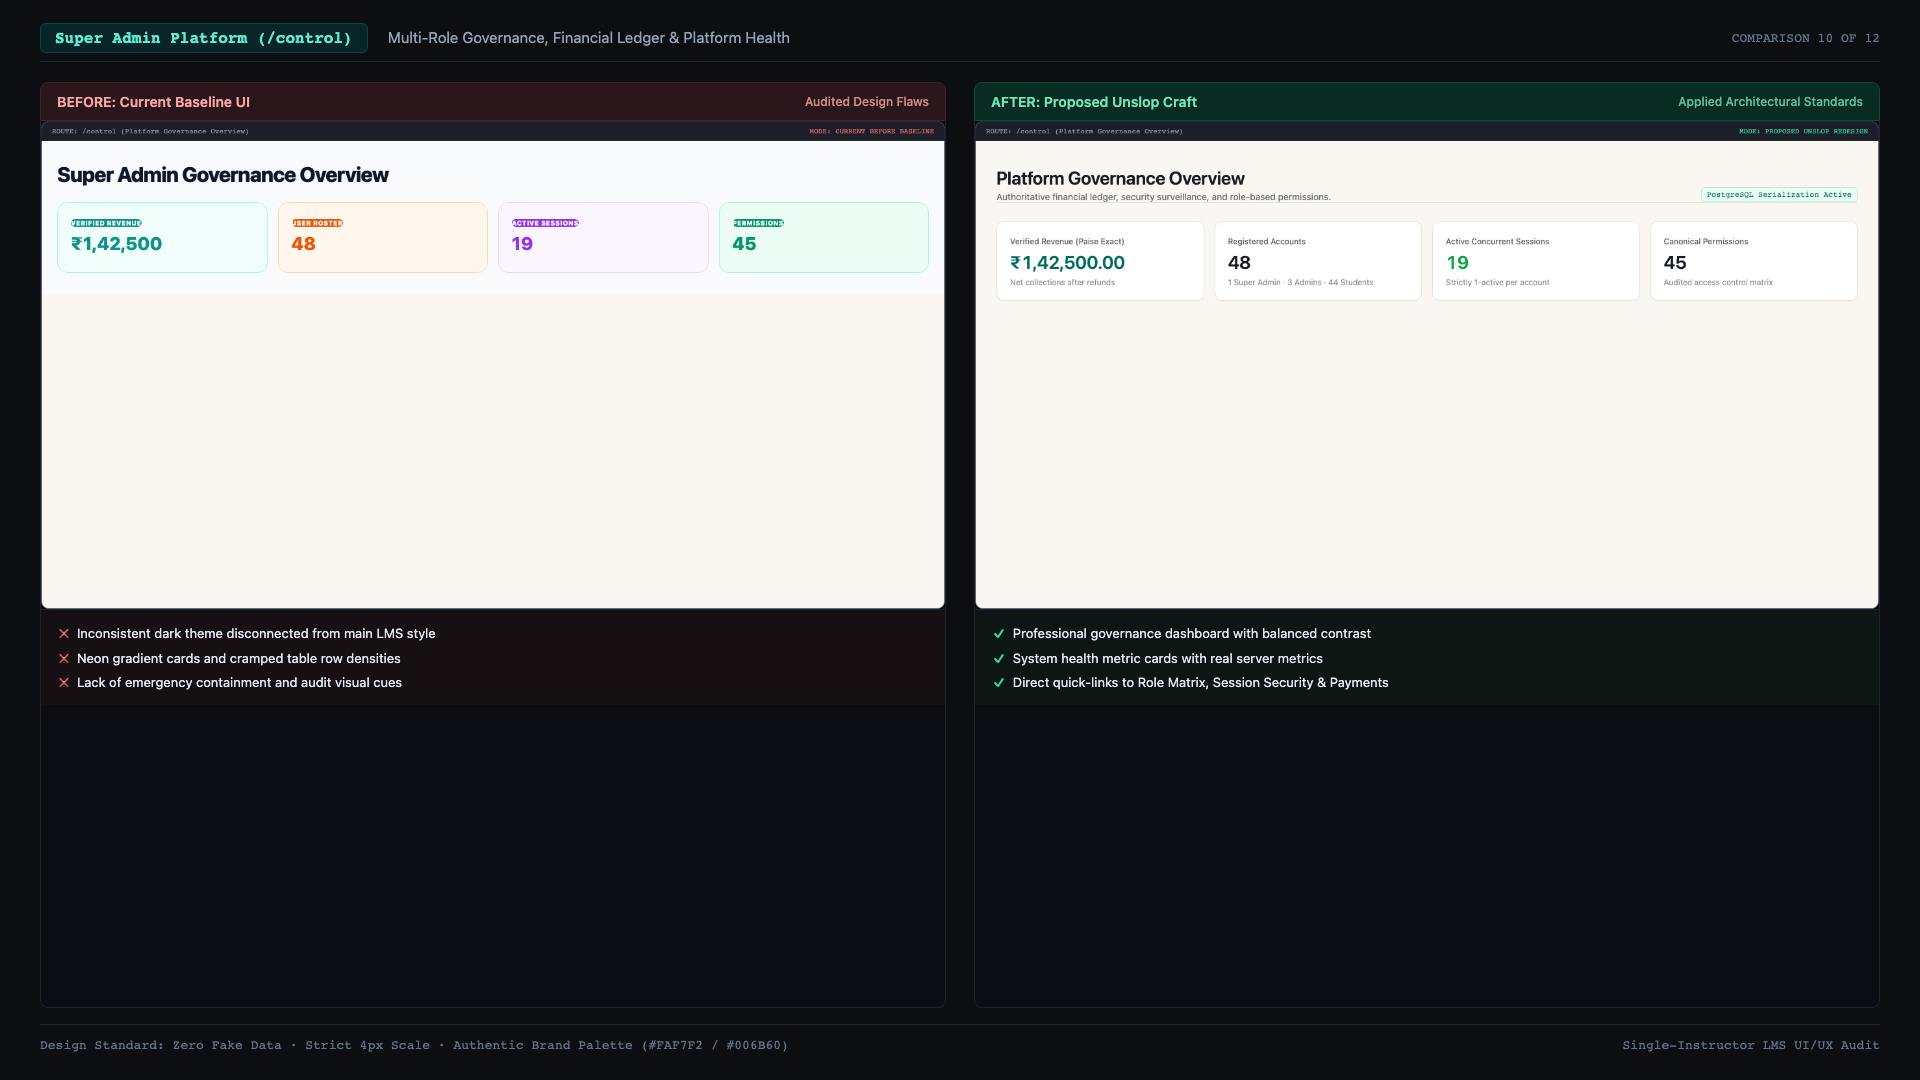 Super Admin Platform (/control)
Multi-Role Governance, Financial Ledger & Platform Health
COMPARISON 10 OF 12
BEFORE: Current Baseline UI
Audited Design Flaws
ROUTE: /control (Platform Governance Overview)
MODE: CURRENT BEFORE BASELINE
Super Admin Governance Overview
VERIFIED REVENUE
₹1,42,500
USER ROSTER
48
ACTIVE SESSIONS
19
PERMISSIONS
45
✕ Inconsistent dark theme disconnected from main LMS style
✕ Neon gradient cards and cramped table row densities
✕ Lack of emergency containment and audit visual cues
AFTER: Proposed Unslop Craft
Applied Architectural Standards
ROUTE: /control (Platform Governance Overview)
MODE: PROPOSED UNSLOP REDESIGN
Platform Governance Overview
Authoritative financial ledger, security surveillance, and role-based permissions.
PostgreSQL Serialization Active
Verified Revenue (Paise Exact)
₹1,42,500.00
Net collections after refunds
Registered Accounts
48
1 Super Admin · 3 Admins · 44 Students
Active Concurrent Sessions
19
Strictly 1-active per account
Canonical Permissions
45
Audited access control matrix
✓ Professional governance dashboard with balanced contrast
✓ System health metric cards with real server metrics
✓ Direct quick-links to Role Matrix, Session Security & Payments
Design Standard: Zero Fake Data · Strict 4px Scale · Authentic Brand Palette (#FAF7F2 / #006B60)
Single-Instructor LMS UI/UX Audit